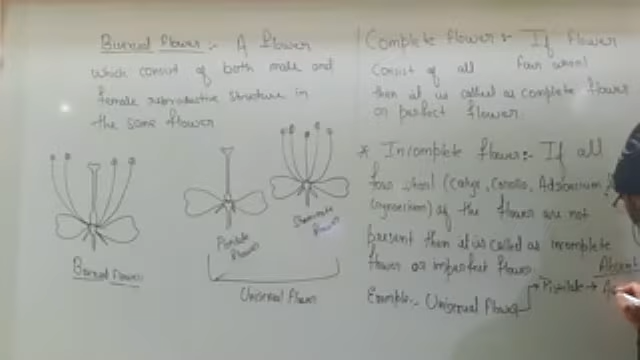 Bisexual Flower :- A flower
which consist of both male and
female reproductive structure in
the same flower
Bisexual Flower
Pistillate
flower
Staminate
flower
Unisexual flower
Complete flower :- If flower
consist of all four whorl
then it is called as complete flower
or perfect flower
* Incomplete flower :- If all
four whorl (Calyx, Corolla, Androecium,
Gynoecium) of the flower are not
present then it is called as incomplete
flower or imperfect flower
Absent
Example:- Unisexual flower → Pistillate →